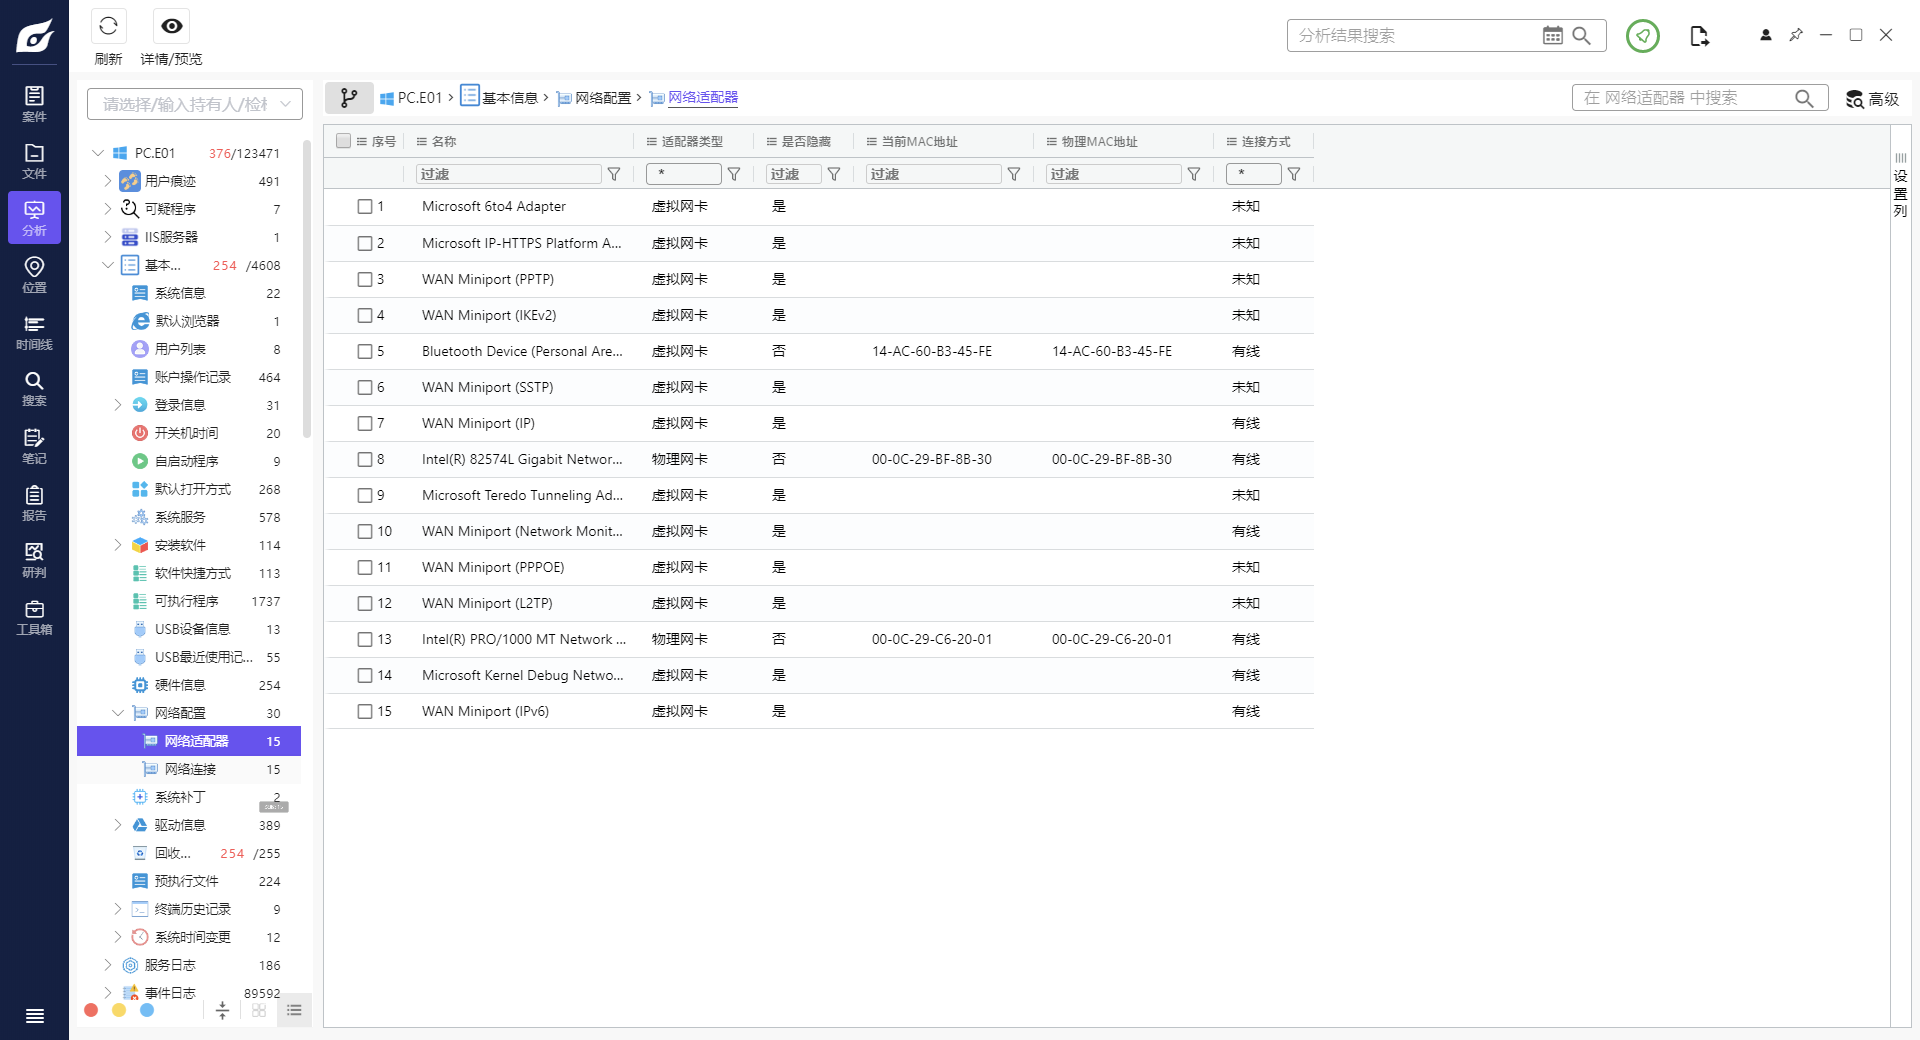 刷新
详情/预览
分析结果搜索
案件
文件
分析
位置
时间线
搜索
笔记
报告
研判
工具箱
请选择/输入持有人/检材
PC.E01 376/123471
用户痕迹 491
可疑程序 7
IIS服务器 1
基本... 254 /4608
系统信息 22
默认浏览器 1
用户列表 8
账户操作记录 464
登录信息 31
开关机时间 20
自启动程序 9
默认打开方式 268
系统服务 578
安装软件 114
软件快捷方式 113
可执行程序 1737
USB设备信息 13
USB最近使用记... 55
硬件信息 254
网络配置 30
网络适配器 15
网络连接 15
系统补丁 2
驱动信息 389
回收... 254 /255
预执行文件 224
终端历史记录 9
系统时间变更 12
服务日志 186
事件日志 89592
PC.E01 > 基本信息 > 网络配置 > 网络适配器
在 网络适配器 中搜索
高级
序号 名称 适配器类型 是否隐藏 当前MAC地址 物理MAC地址 连接方式
过滤 * 过滤 过滤 过滤 *
1 Microsoft 6to4 Adapter 虚拟网卡 是 未知
2 Microsoft IP-HTTPS Platform A... 虚拟网卡 是 未知
3 WAN Miniport (PPTP) 虚拟网卡 是 未知
4 WAN Miniport (IKEv2) 虚拟网卡 是 未知
5 Bluetooth Device (Personal Are... 虚拟网卡 否 14-AC-60-B3-45-FE 14-AC-60-B3-45-FE 有线
6 WAN Miniport (SSTP) 虚拟网卡 是 未知
7 WAN Miniport (IP) 虚拟网卡 是 有线
8 Intel(R) 82574L Gigabit Networ... 物理网卡 否 00-0C-29-BF-8B-30 00-0C-29-BF-8B-30 有线
9 Microsoft Teredo Tunneling Ad... 虚拟网卡 是 未知
10 WAN Miniport (Network Monit... 虚拟网卡 是 有线
11 WAN Miniport (PPPOE) 虚拟网卡 是 未知
12 WAN Miniport (L2TP) 虚拟网卡 是 未知
13 Intel(R) PRO/1000 MT Network ... 物理网卡 否 00-0C-29-C6-20-01 00-0C-29-C6-20-01 有线
14 Microsoft Kernel Debug Netwo... 虚拟网卡 是 有线
15 WAN Miniport (IPv6) 虚拟网卡 是 有线
设置列